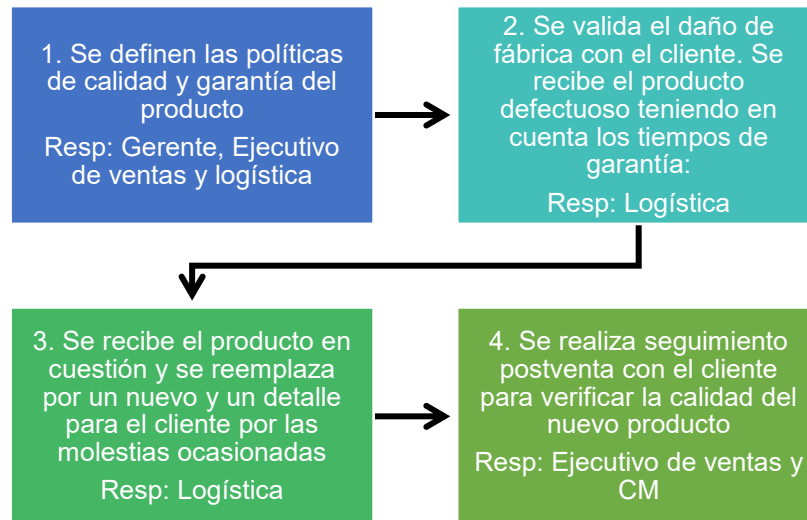 1. Se definen las políticas
de calidad y garantía del
producto
Resp: Gerente, Ejecutivo
de ventas y logística
2. Se valida el daño de
fábrica con el cliente. Se
recibe el producto
defectuoso teniendo en
cuenta los tiempos de
garantía:
Resp: Logística
3. Se recibe el producto en
cuestión y se reemplaza
por un nuevo y un detalle
para el cliente por las
molestias ocasionadas
Resp: Logística
4. Se realiza seguimiento
postventa con el cliente
para verificar la calidad del
nuevo producto
Resp: Ejecutivo de ventas y
CM